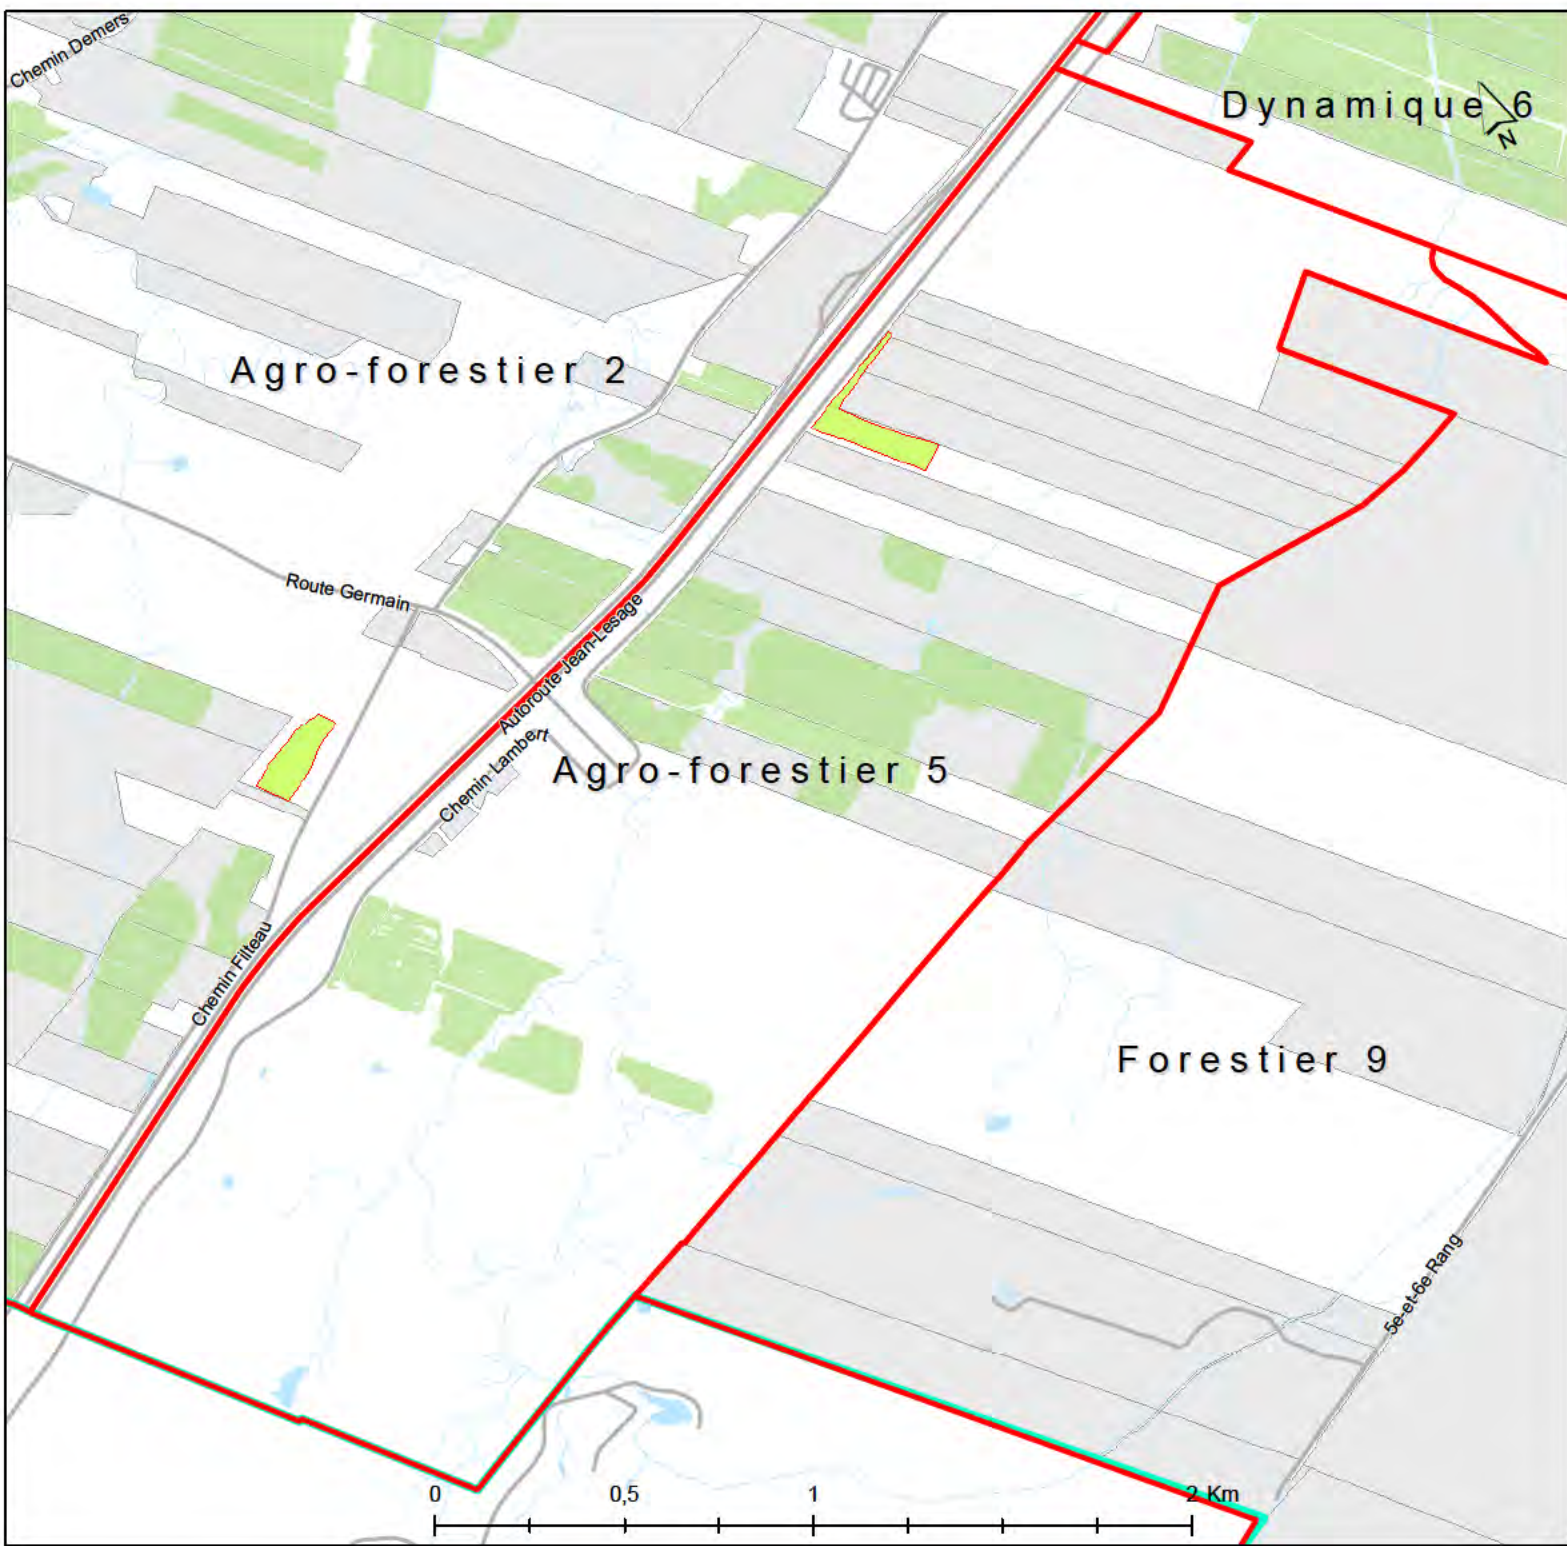 Chemin Demers
Dynamique 6
N
Agro-forestier 2
Route Germain
Autoroute Jean-Lesage
Chemin Lambert
Agro-forestier 5
Chemin Filteau
Forestier 9
5e-et-6e Rang
0 0,5 1 2 Km